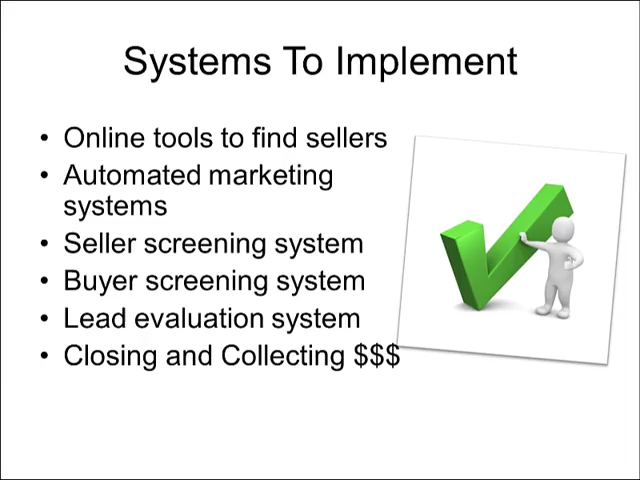 Systems To Implement
• Online tools to find sellers
• Automated marketing
systems
• Seller screening system
• Buyer screening system
• Lead evaluation system
• Closing and Collecting $$$